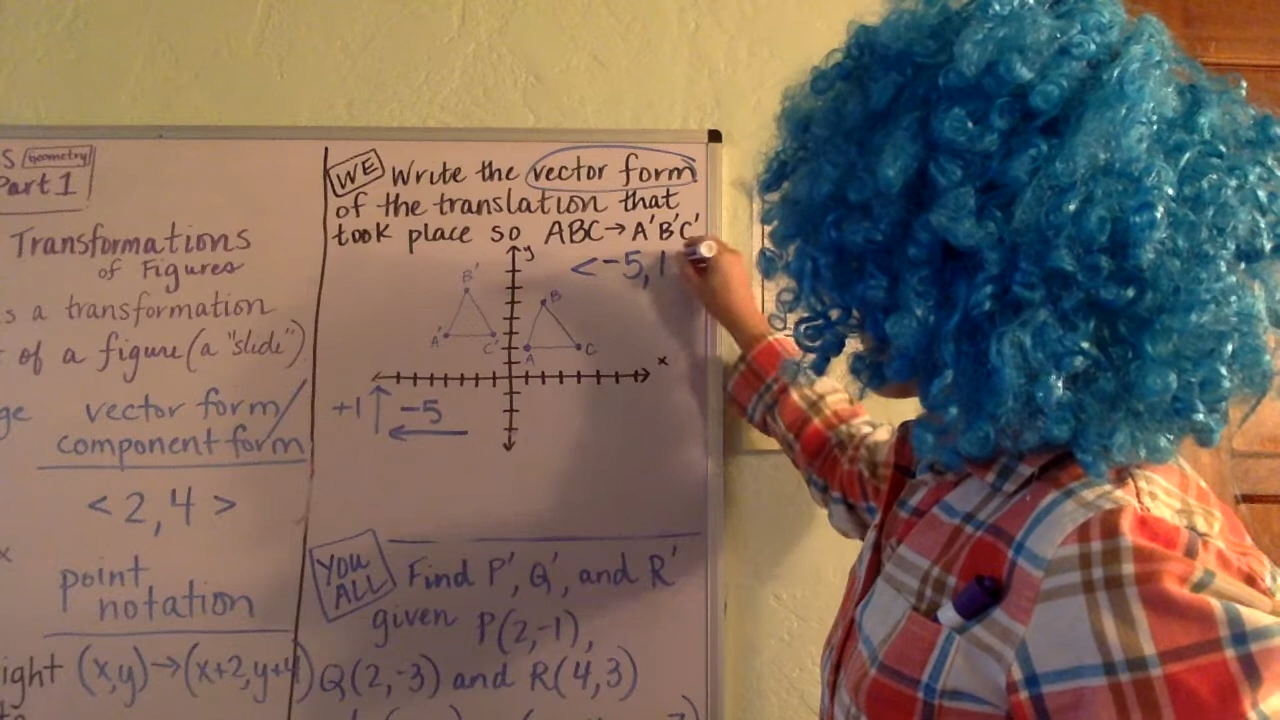 s Geometry
Part 1
Transformations
of Figures
s a transformation
of a figure (a "slide")
ge vector form/
component form
< 2, 4 >
x
point
notation
ight (x,y)→(x+2,y+4)
WE Write the vector form
of the translation that
took place so ABC→A'B'C'
<-5, 1
y
B'
B
A'
C'
A
C
x
+1
-5
YOU
ALL
Find P', Q', and R'
given P(2,-1),
Q(2,-3) and R(4,3)